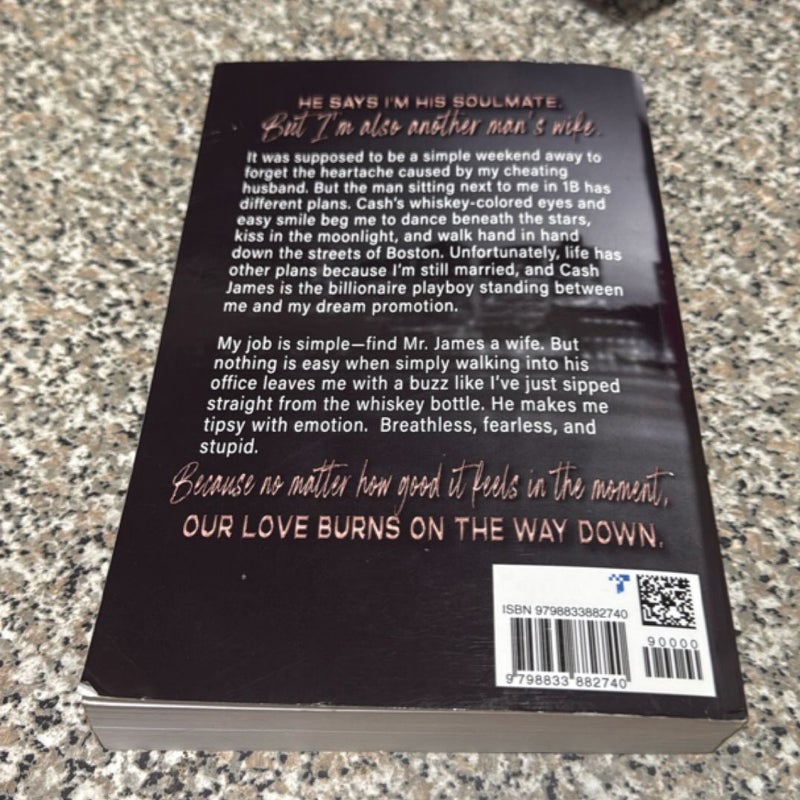 HE SAYS I'M HIS SOULMATE.
But I'm also another man's wife.
It was supposed to be a simple weekend away to
forget the heartache caused by my cheating
husband. But the man sitting next to me in 1B has
different plans. Cash's whiskey-colored eyes and
easy smile beg me to dance beneath the stars,
kiss in the moonlight, and walk hand in hand
down the streets of Boston. Unfortunately, life has
other plans because I'm still married, and Cash
James is the billionaire playboy standing between
me and my dream promotion.
My job is simple—find Mr. James a wife. But
nothing is easy when simply walking into his
office leaves me with a buzz like I've just sipped
straight from the whiskey bottle. He makes me
tipsy with emotion. Breathless, fearless, and
stupid.
Because no matter how good it feels in the moment,
OUR LOVE BURNS ON THE WAY DOWN.
ISBN 9798833882740
90000
9 798833 882740